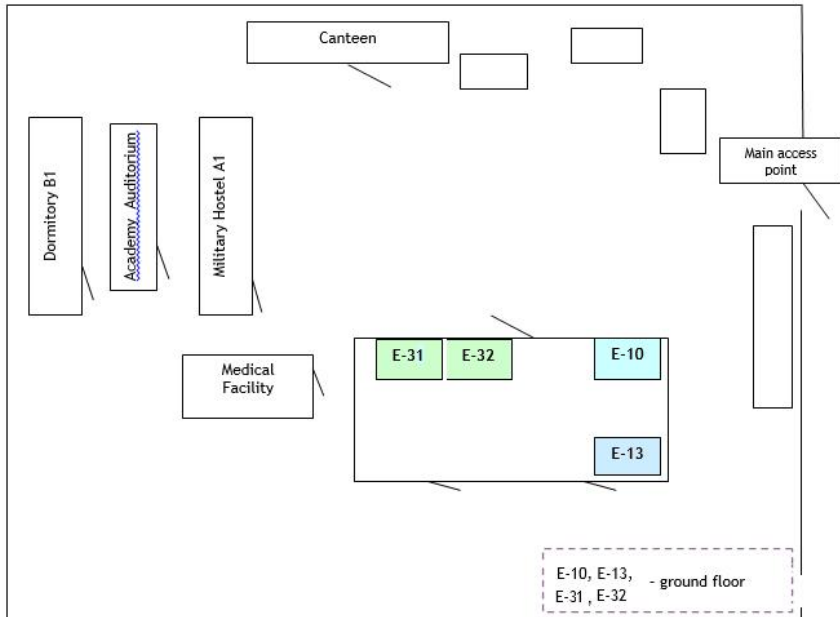 Canteen
Main access
point
Dormitory B1
Academy Auditorium
Military Hostel A1
Medical
Facility
E-31
E-32
E-10
E-13
E-10, E-13,
- ground floor
E-31 , E-32